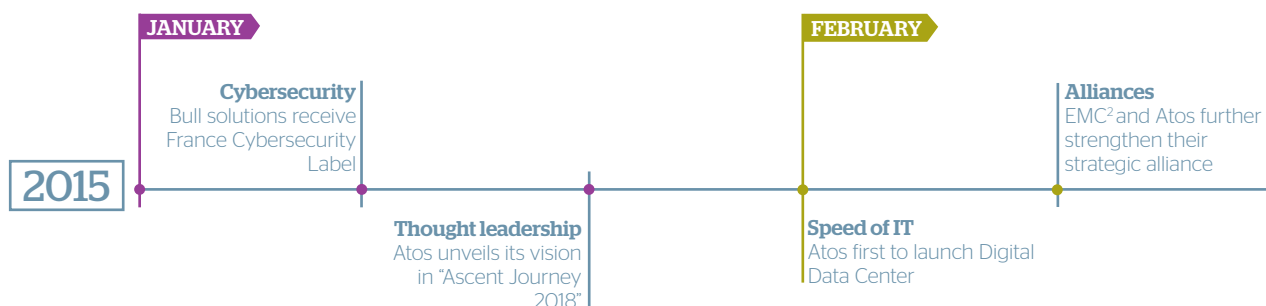 JANUARY
FEBRUARY
Cybersecurity
Bull solutions receive
France Cybersecurity
Label
Alliances
EMC² and Atos further
strengthen their
strategic alliance
2015
Thought leadership
Atos unveils its vision
in “Ascent Journey
2018”
Speed of IT
Atos first to launch Digital
Data Center